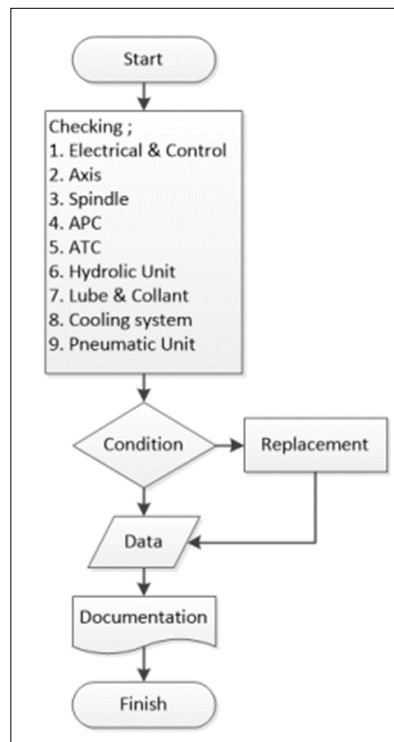 Start
Checking ;
1. Electrical & Control
2. Axis
3. Spindle
4. APC
5. ATC
6. Hydrolic Unit
7. Lube & Collant
8. Cooling system
9. Pneumatic Unit
Condition
Replacement
Data
Documentation
Finish